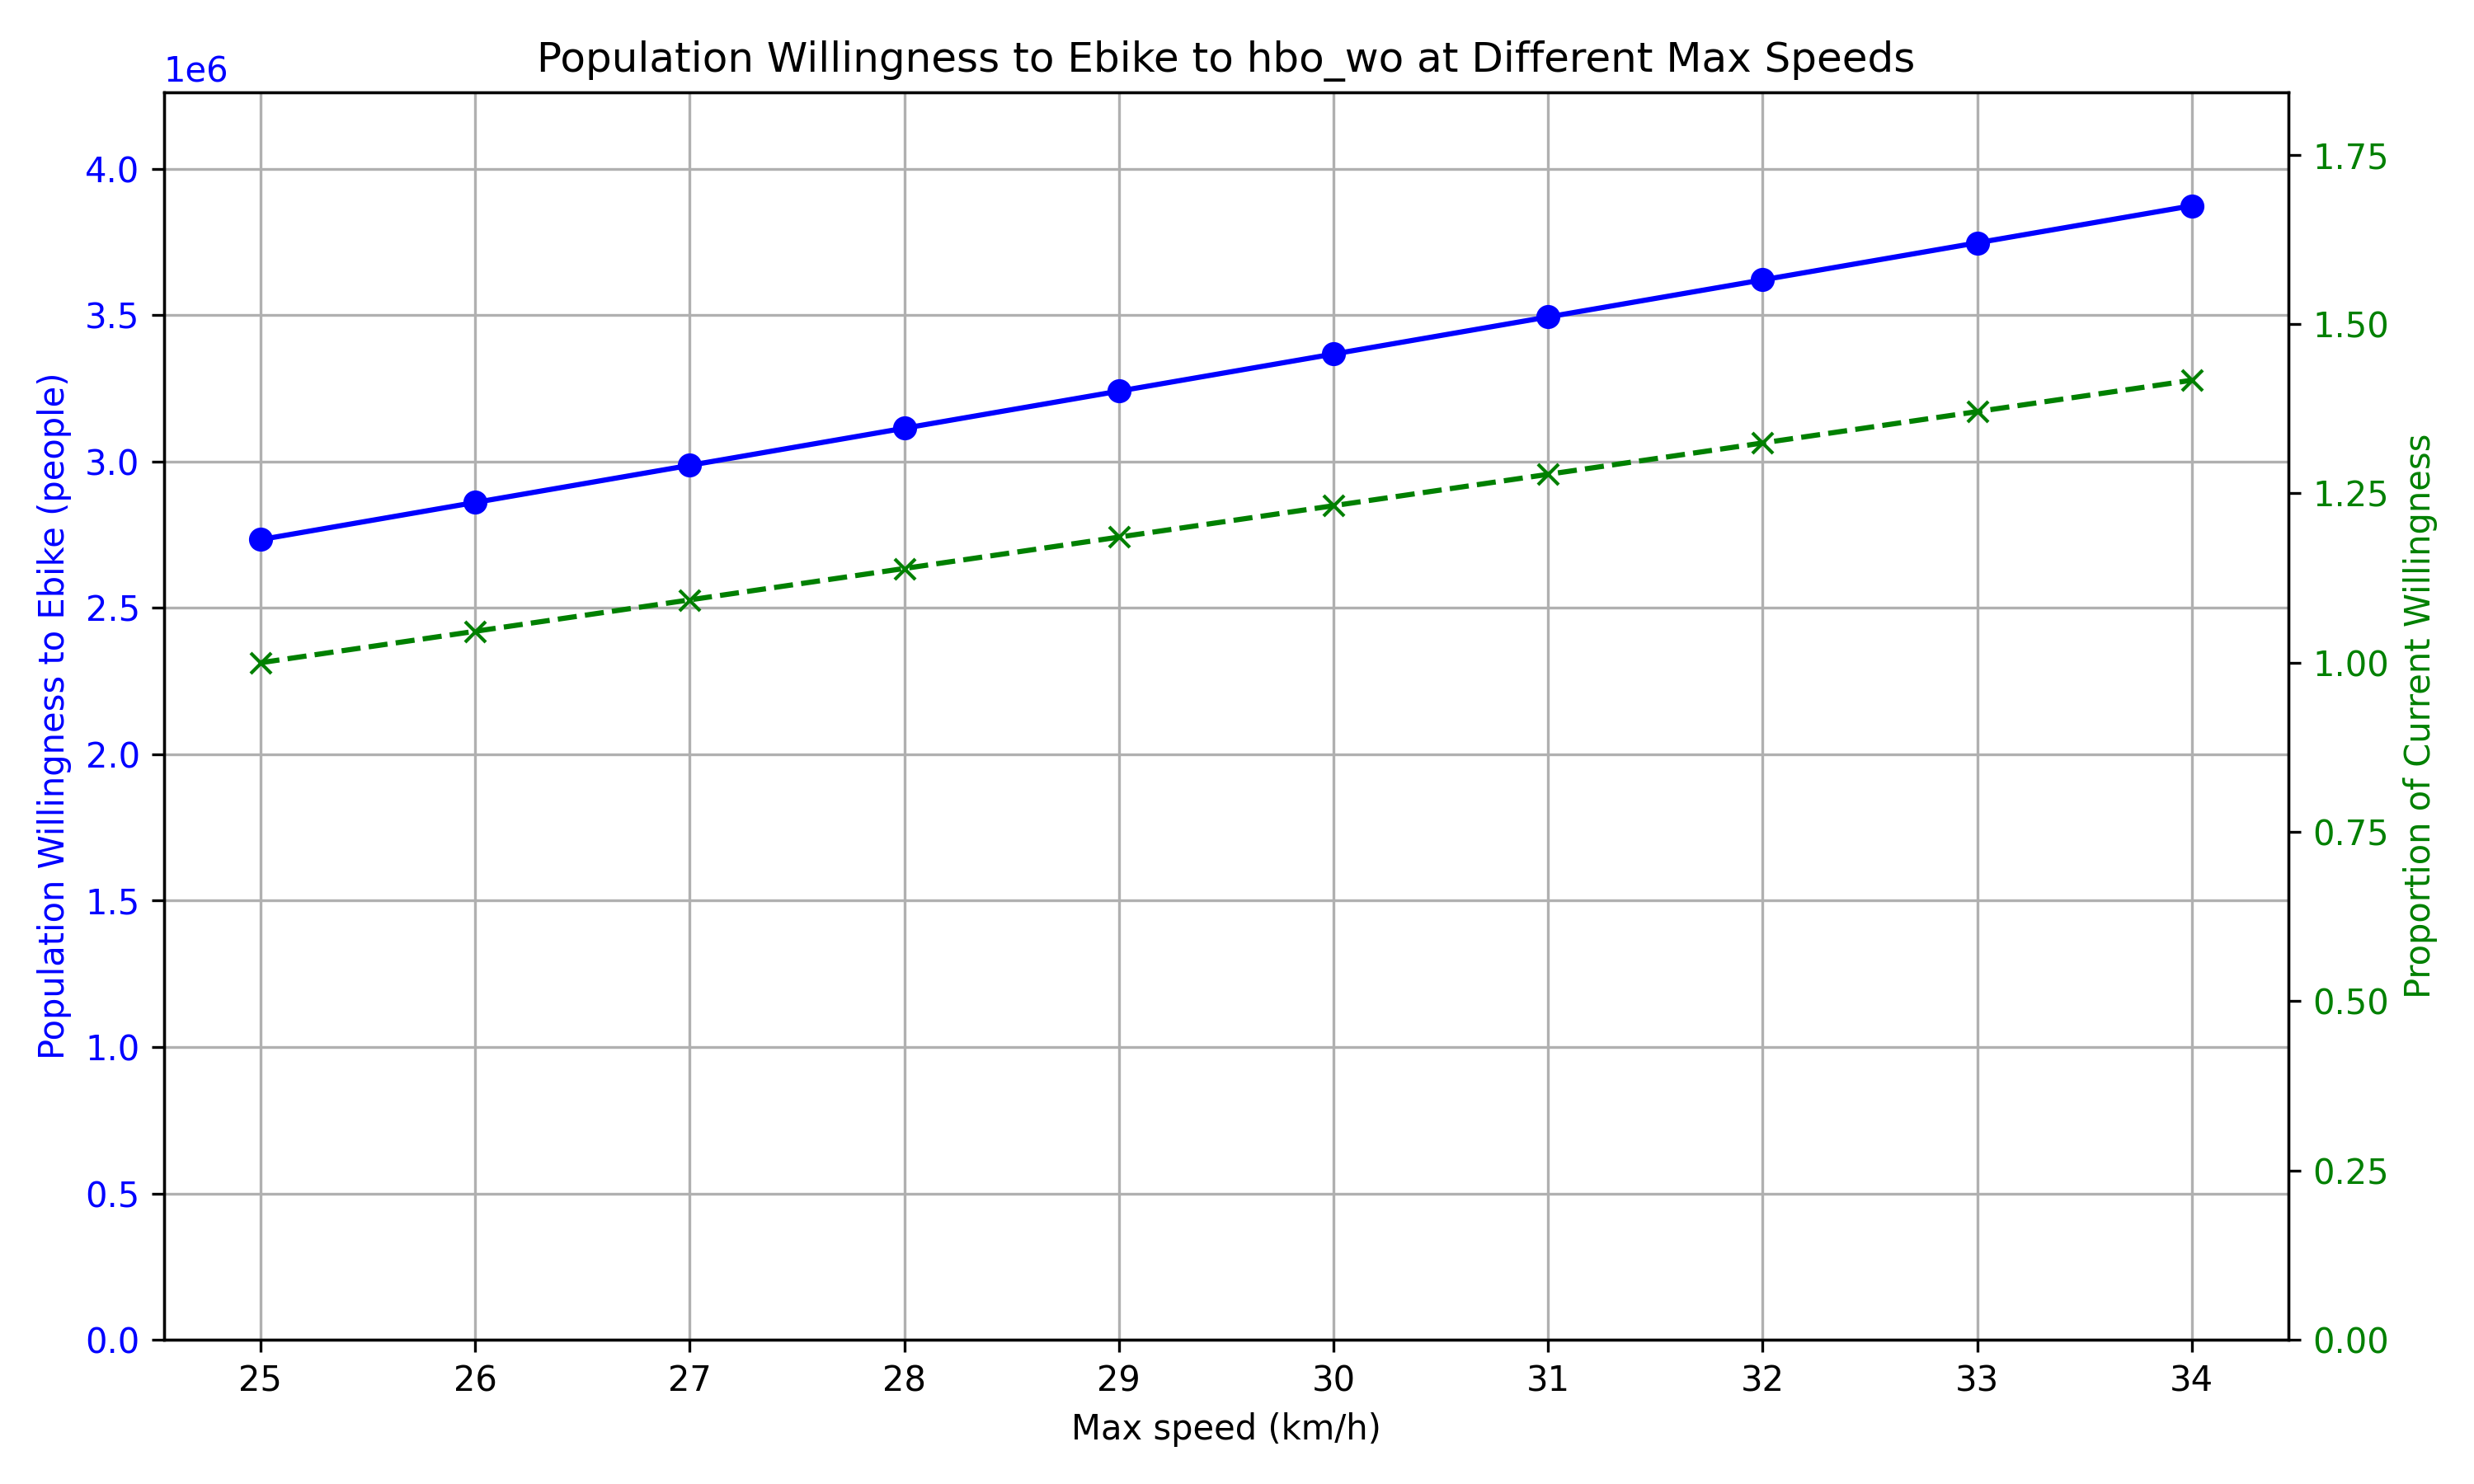 Population Willingness to Ebike to hbo_wo at Different Max Speeds
1e6
Population Willingness to Ebike (people)
4.0
3.5
3.0
2.5
2.0
1.5
1.0
0.5
0.0
25 26 27 28 29 30 31 32 33 34
Max speed (km/h)
1.75
1.50
1.25
1.00
0.75
0.50
0.25
0.00
Proportion of Current Willingness